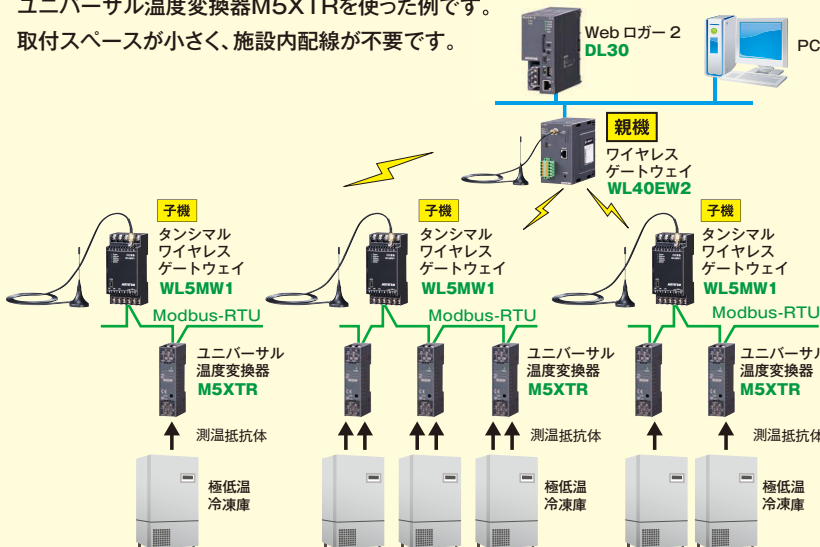 ユニバーサル温度変換器M5XTRを使った例です。
取付スペースが小さく、施設内配線が不要です。
Web ロガー 2
DL30
PC
親機
ワイヤレス
ゲートウェイ
WL40EW2
子機
タンシマル
ワイヤレス
ゲートウェイ
WL5MW1
Modbus-RTU
ユニバーサル
温度変換器
M5XTR
測温抵抗体
極低温
冷凍庫
子機
タンシマル
ワイヤレス
ゲートウェイ
WL5MW1
Modbus-RTU
ユニバーサル
温度変換器
M5XTR
測温抵抗体
極低温
冷凍庫
子機
タンシマル
ワイヤレス
ゲートウェイ
WL5MW1
Modbus-RTU
ユニバーサル
温度変換器
M5XTR
測温抵抗体
極低温
冷凍庫